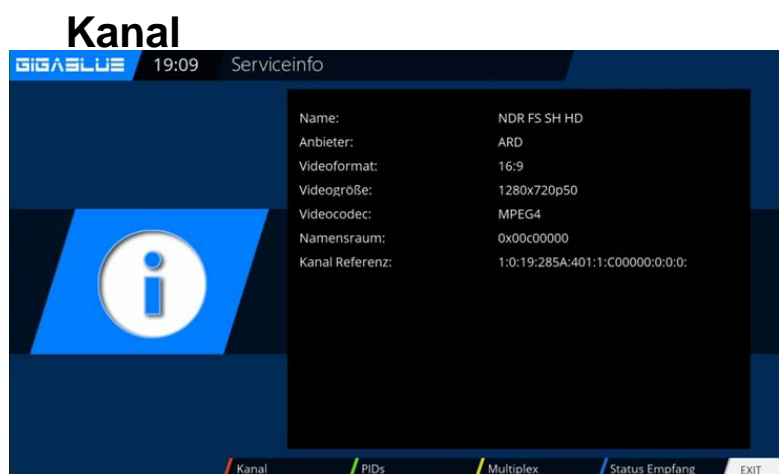 Kanal
GIGABLUE 19:09 Serviceinfo
Name: NDR FS SH HD
Anbieter: ARD
Videoformat: 16:9
Videogröße: 1280x720p50
Videocodec: MPEG4
Namensraum: 0x00c00000
Kanal Referenz: 1:0:19:285A:401:1:C00000:0:0:0:
Kanal PIDs Multiplex Status Empfang EXIT